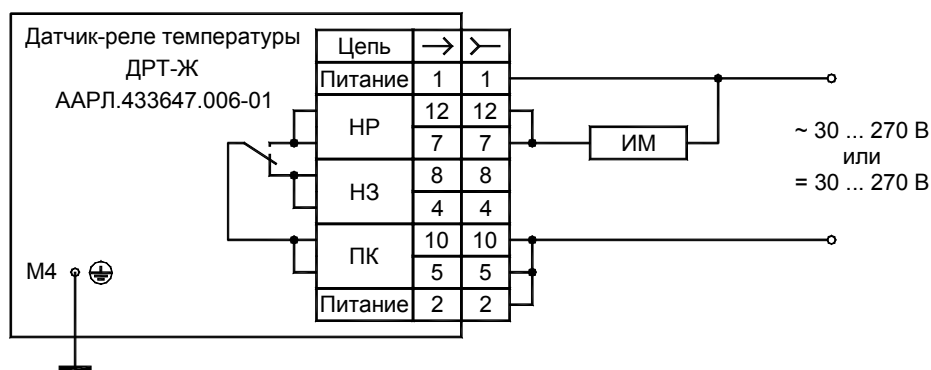 Датчик-реле температуры
ДРТ-Ж
ААРЛ.433647.006-01
Цепь
Питание 1 1
НР
12 12
7 7
НЗ
8 8
4 4
ПК
10 10
5 5
Питание 2 2
ИМ
~ 30 ... 270 В
или
= 30 ... 270 В
М4